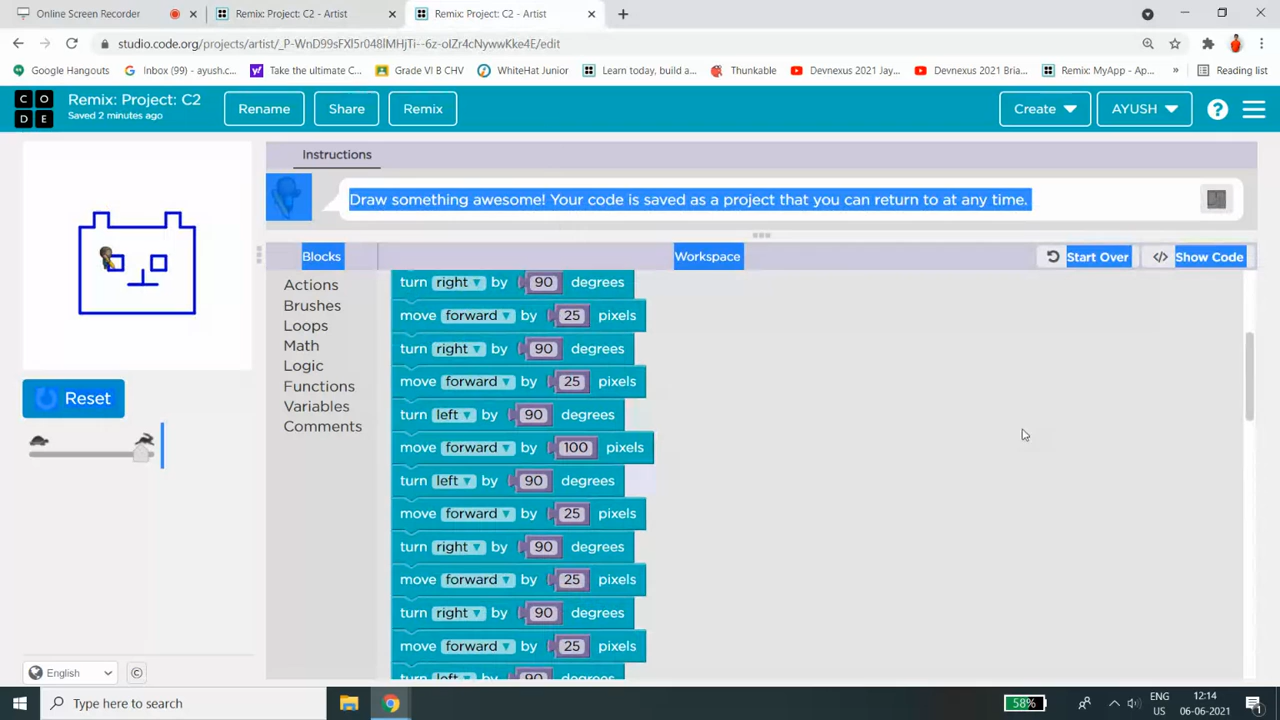 Online Screen Recorder
Remix: Project: C2 - Artist
Remix: Project: C2 - Artist
studio.code.org/projects/artist/_P-WnD99sFXl5r048lMHjTi--6z-olZr4cNywwKke4E/edit
Google Hangouts
Inbox (99) - ayush.c...
Take the ultimate C...
Grade VI B CHV
WhiteHat Junior
Learn today, build a...
Thunkable
Devnexus 2021 Jay...
Devnexus 2021 Bria...
Remix: MyApp - Ap...
»
Reading list
CO
DE
Remix: Project: C2
Saved 2 minutes ago
Rename
Share
Remix
Create
AYUSH
?
Instructions
Draw something awesome! Your code is saved as a project that you can return to at any time.
Blocks
Workspace
Start Over
</> Show Code
Actions
Brushes
Loops
Math
Logic
Functions
Variables
Comments
turn right by 90 degrees
move forward by 25 pixels
turn right by 90 degrees
move forward by 25 pixels
turn left by 90 degrees
move forward by 100 pixels
turn left by 90 degrees
move forward by 25 pixels
turn right by 90 degrees
move forward by 25 pixels
turn right by 90 degrees
move forward by 25 pixels
turn left by 90 degrees
Reset
English
©
Type here to search
58%
ENG
US
12:14
06-06-2021
1